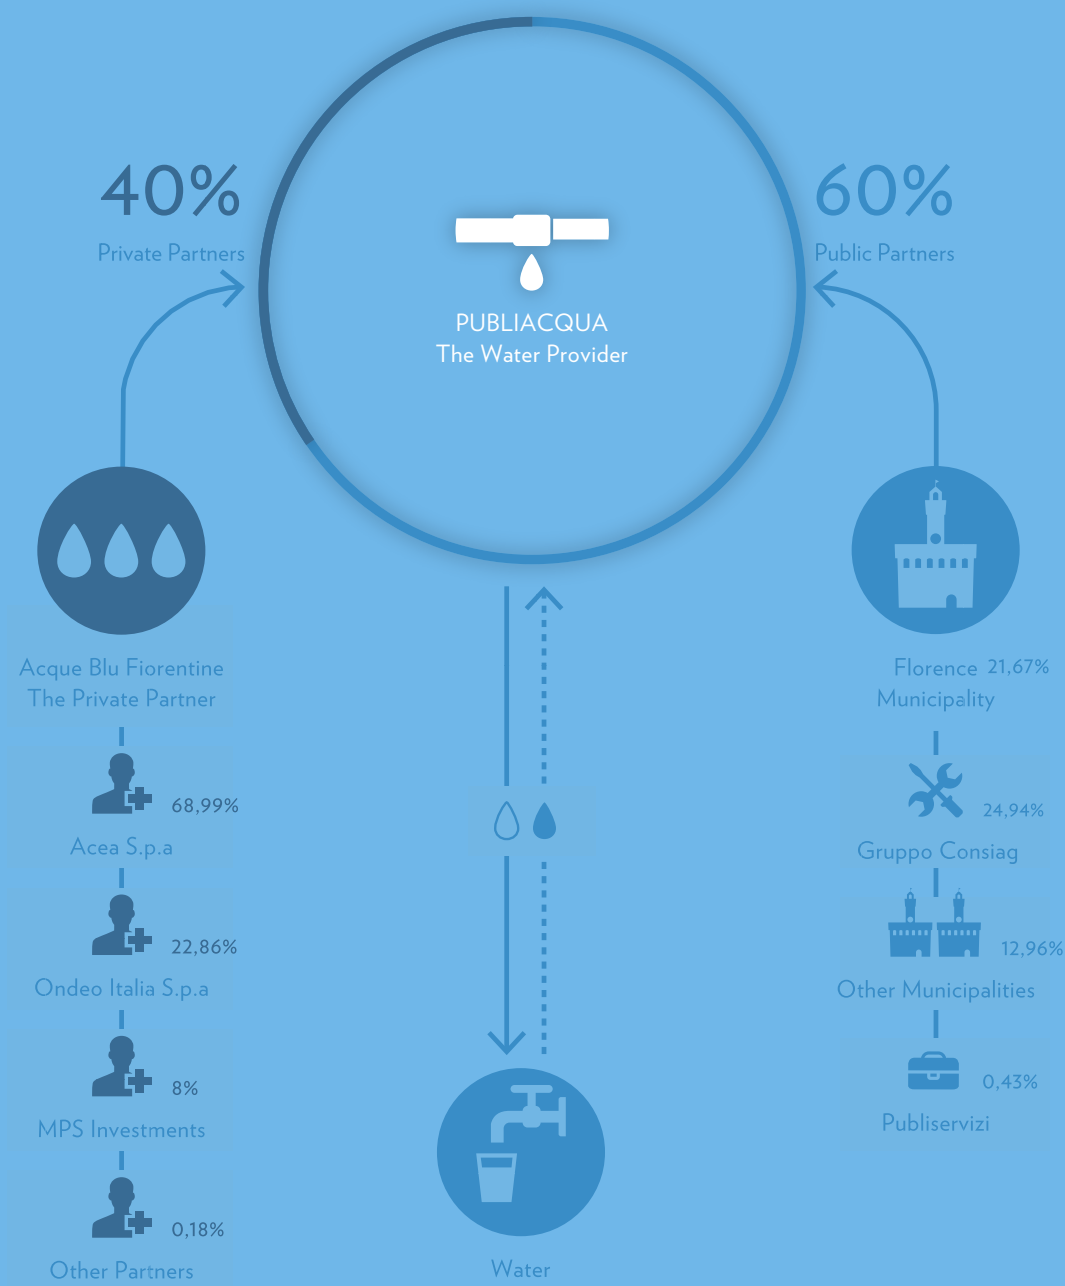 40%
Private Partners
60%
Public Partners
PUBLIACQUA
The Water Provider
Acque Blu Fiorentine
The Private Partner
68,99%
Acea S.p.a
22,86%
Ondeo Italia S.p.a
8%
MPS Investments
0,18%
Other Partners
Florence 21,67%
Municipality
24,94%
Gruppo Consiag
12,96%
Other Municipalities
0,43%
Publiservizi
Water